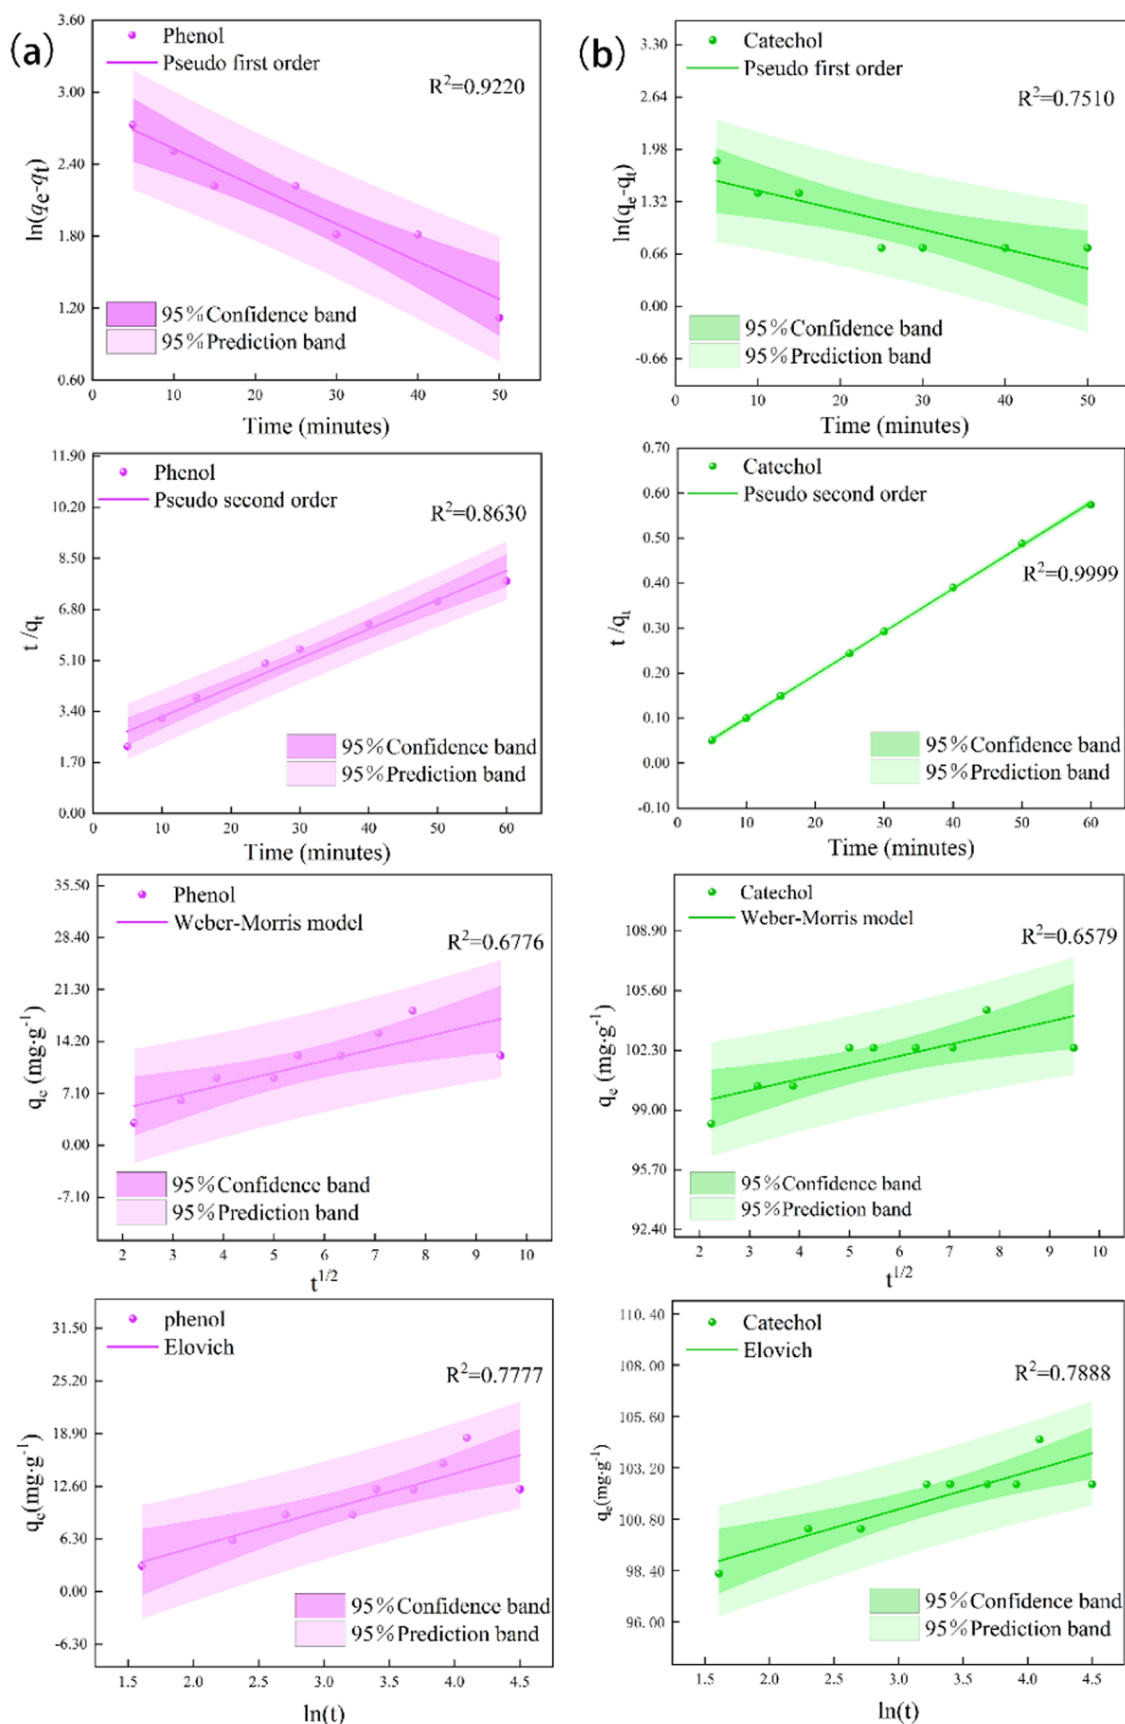 (a)
3.60
3.00
2.40
1.80
1.20
0.60
ln(qe-qt)
Phenol
Pseudo first order
R²=0.9220
95%Confidence band
95%Prediction band
0 10 20 30 40 50
Time (minutes)
(b)
3.30
2.64
1.98
1.32
0.66
0.00
-0.66
ln(qe-qt)
Catechol
Pseudo first order
R²=0.7510
95%Confidence band
95%Prediction band
0 10 20 30 40 50
Time (minutes)
11.90
10.20
8.50
6.80
5.10
3.40
1.70
0.00
t /qt
Phenol
Pseudo second order
R²=0.8630
95%Confidence band
95%Prediction band
0 10 20 30 40 50 60
Time (minutes)
0.70
0.60
0.50
0.40
0.30
0.20
0.10
0.00
-0.10
t /qt
Catechol
Pseudo second order
R²=0.9999
95%Confidence band
95%Prediction band
0 10 20 30 40 50 60
Time (minutes)
35.50
28.40
21.30
14.20
7.10
0.00
-7.10
qe (mg·g⁻¹)
Phenol
Weber-Morris model
R²=0.6776
95%Confidence band
95%Prediction band
2 3 4 5 6 7 8 9 10
t^1/2
108.90
105.60
102.30
99.00
95.70
92.40
qe (mg·g⁻¹)
Catechol
Weber-Morris model
R²=0.6579
95%Confidence band
95%Prediction band
2 3 4 5 6 7 8 9 10
t^1/2
31.50
25.20
18.90
12.60
6.30
0.00
-6.30
qe(mg·g⁻¹)
phenol
Elovich
R²=0.7777
95%Confidence band
95%Prediction band
1.5 2.0 2.5 3.0 3.5 4.0 4.5
ln(t)
110.40
108.00
105.60
103.20
100.80
98.40
96.00
qe(mg·g⁻¹)
Catechol
Elovich
R²=0.7888
95%Confidence band
95%Prediction band
1.5 2.0 2.5 3.0 3.5 4.0 4.5
ln(t)